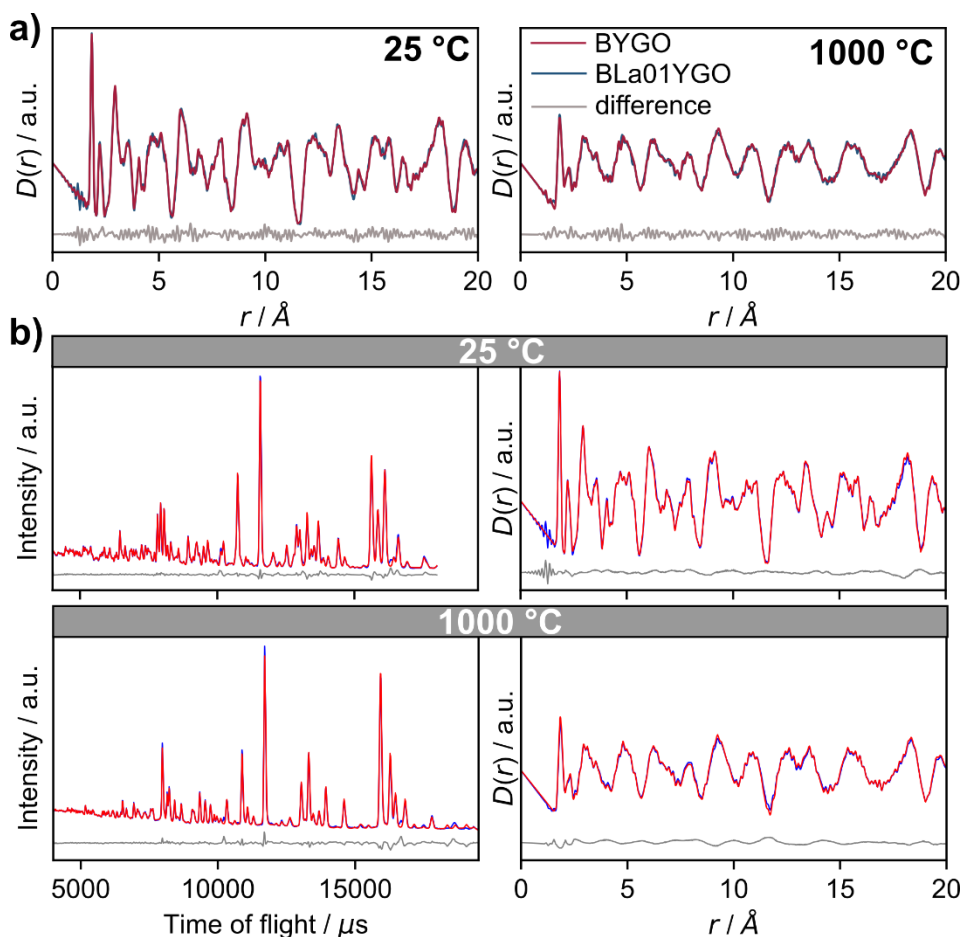 a)
25 °C
D(r) / a.u.
0 5 10 15 20
r / Å
BYGO
BLa01YGO
difference
1000 °C
D(r) / a.u.
0 5 10 15 20
r / Å
b)
25 °C
Intensity / a.u.
D(r) / a.u.
1000 °C
Intensity / a.u.
5000 10000 15000
Time of flight / µs
D(r) / a.u.
0 5 10 15 20
r / Å